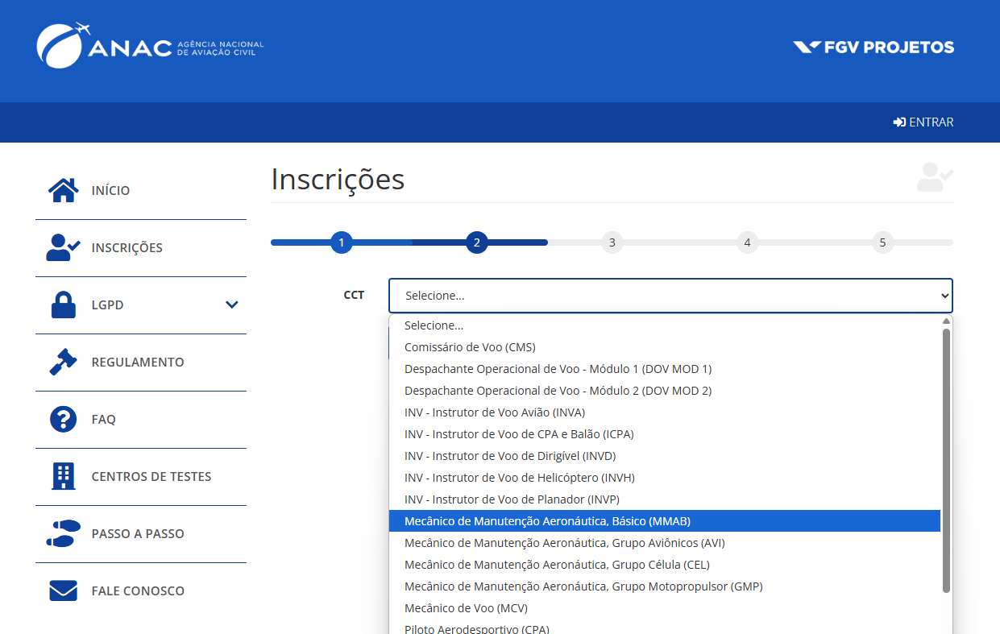 ANAC AGÊNCIA NACIONAL
DE AVIAÇÃO CIVIL
FGV PROJETOS
ENTRAR
INÍCIO
INSCRIÇÕES
LGPD
REGULAMENTO
FAQ
CENTROS DE TESTES
PASSO A PASSO
FALE CONOSCO
Inscrições
1 2 3 4 5
CCT Selecione...
Selecione...
Comissário de Voo (CMS)
Despachante Operacional de Voo - Módulo 1 (DOV MOD 1)
Despachante Operacional de Voo - Módulo 2 (DOV MOD 2)
INV - Instrutor de Voo Avião (INVA)
INV - Instrutor de Voo de CPA e Balão (ICPA)
INV - Instrutor de Voo de Dirigível (INVD)
INV - Instrutor de Voo de Helicóptero (INVH)
INV - Instrutor de Voo de Planador (INVP)
Mecânico de Manutenção Aeronáutica, Básico (MMAB)
Mecânico de Manutenção Aeronáutica, Grupo Aviônicos (AVI)
Mecânico de Manutenção Aeronáutica, Grupo Célula (CEL)
Mecânico de Manutenção Aeronáutica, Grupo Motopropulsor (GMP)
Mecânico de Voo (MCV)
Piloto Aerodesportivo (CPA)